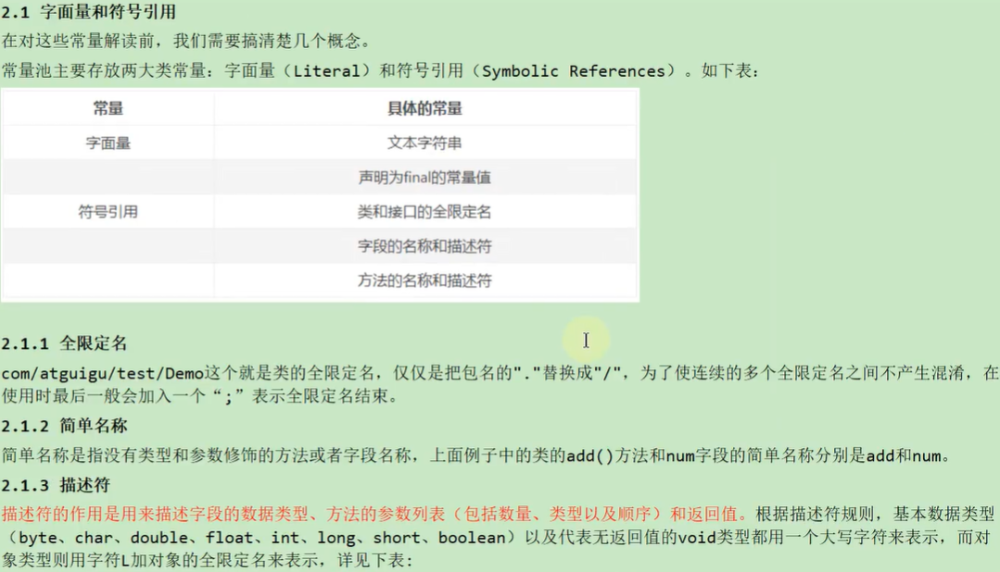 2.1 字面量和符号引用
在对这些常量解读前，我们需要搞清楚几个概念。
常量池主要存放两大类常量：字面量（Literal）和符号引用（Symbolic References）。如下表：
常量 具体的常量
字面量 文本字符串
声明为final的常量值
符号引用 类和接口的全限定名
字段的名称和描述符
方法的名称和描述符
2.1.1 全限定名
com/atguigu/test/Demo这个就是类的全限定名，仅仅是把包名的"."替换成"/"，为了使连续的多个全限定名之间不产生混淆，在
使用时最后一般会加入一个“;”表示全限定名结束。
2.1.2 简单名称
简单名称是指没有类型和参数修饰的方法或者字段名称，上面例子中的类的add()方法和num字段的简单名称分别是add和num。
2.1.3 描述符
描述符的作用是用来描述字段的数据类型、方法的参数列表（包括数量、类型以及顺序）和返回值。根据描述符规则，基本数据类型
（byte、char、double、float、int、long、short、boolean）以及代表无返回值的void类型都用一个大写字符来表示，而对
象类型则用字符L加对象的全限定名来表示，详见下表：